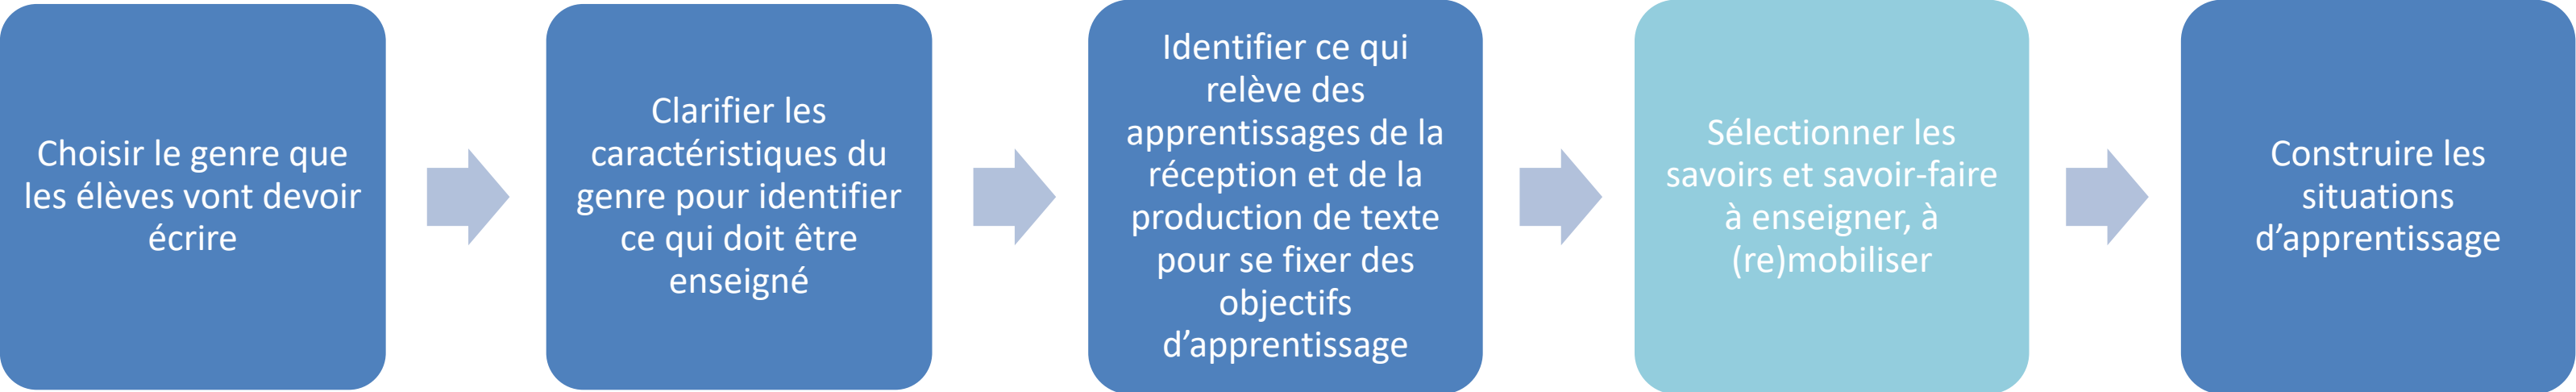 Choisir le genre que
les élèves vont devoir
écrire
Clarifier les
caractéristiques du
genre pour identifier
ce qui doit être
enseigné
Identifier ce qui
relève des
apprentissages de la
réception et de la
production de texte
pour se fixer des
objectifs
d’apprentissage
Sélectionner les
savoirs et savoir-faire
à enseigner, à
(re)mobiliser
Construire les
situations
d’apprentissage